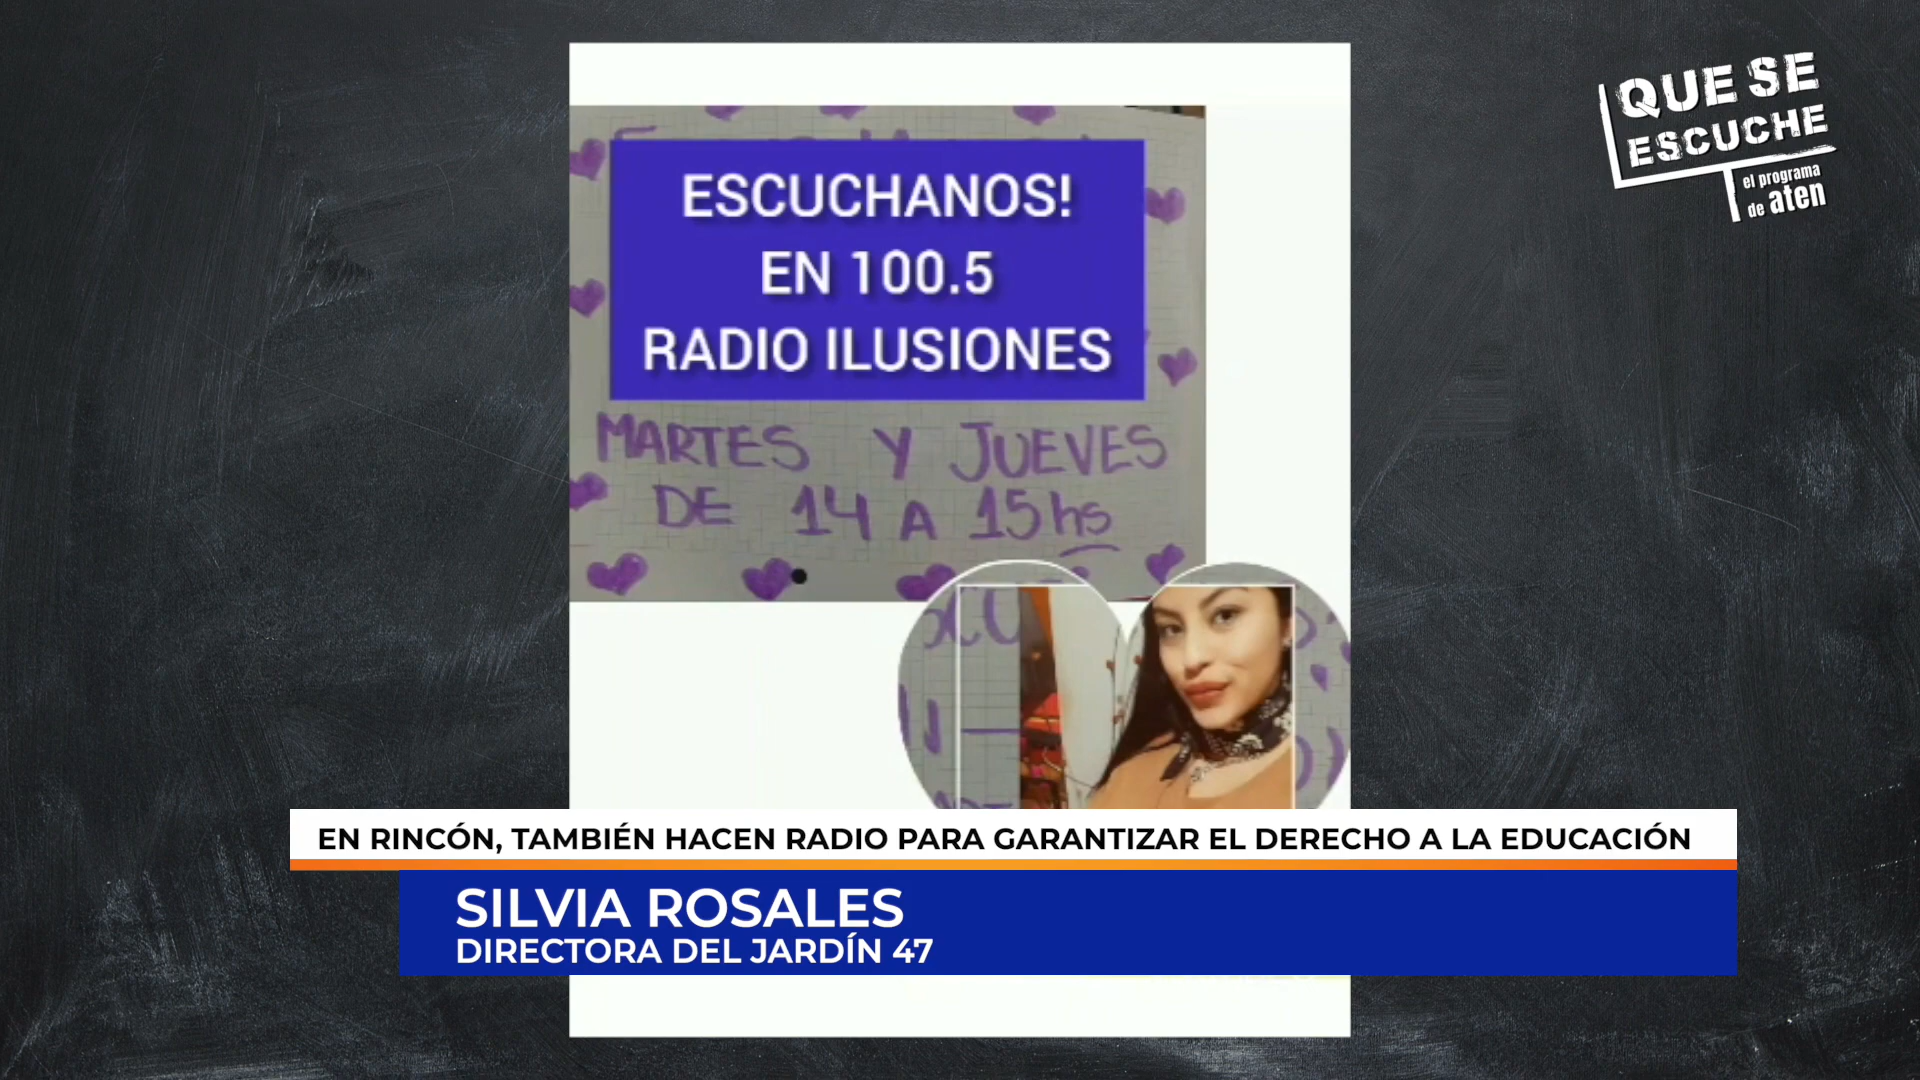 QUE SE
ESCUCHE
el programa
de aten
ESCUCHANOS!
EN 100.5
RADIO ILUSIONES
MARTES Y JUEVES
DE 14 A 15hs
EN RINCÓN, TAMBIÉN HACEN RADIO PARA GARANTIZAR EL DERECHO A LA EDUCACIÓN
SILVIA ROSALES
DIRECTORA DEL JARDÍN 47